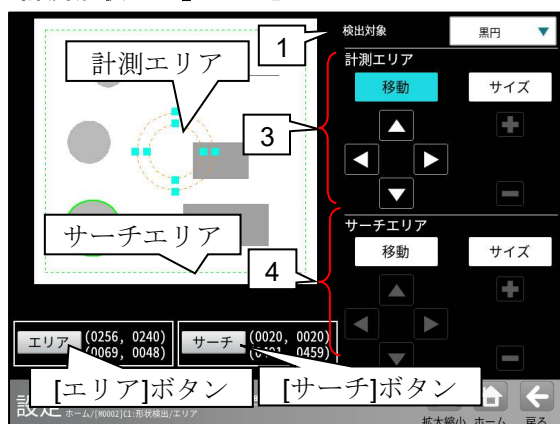 1
検出対象
黒円
計測エリア
計測エリア
移動
サイズ
3
サーチエリア
サーチエリア
移動
サイズ
4
エリア
(0256, 0240)
(0069, 0048)
サーチ
(0020, 0020)
0459)
[エリア]ボタン
[サーチ]ボタン
設定
ホーム/[M0002]C1:形状検出/エリア
拡大縮小
ホーム
戻る